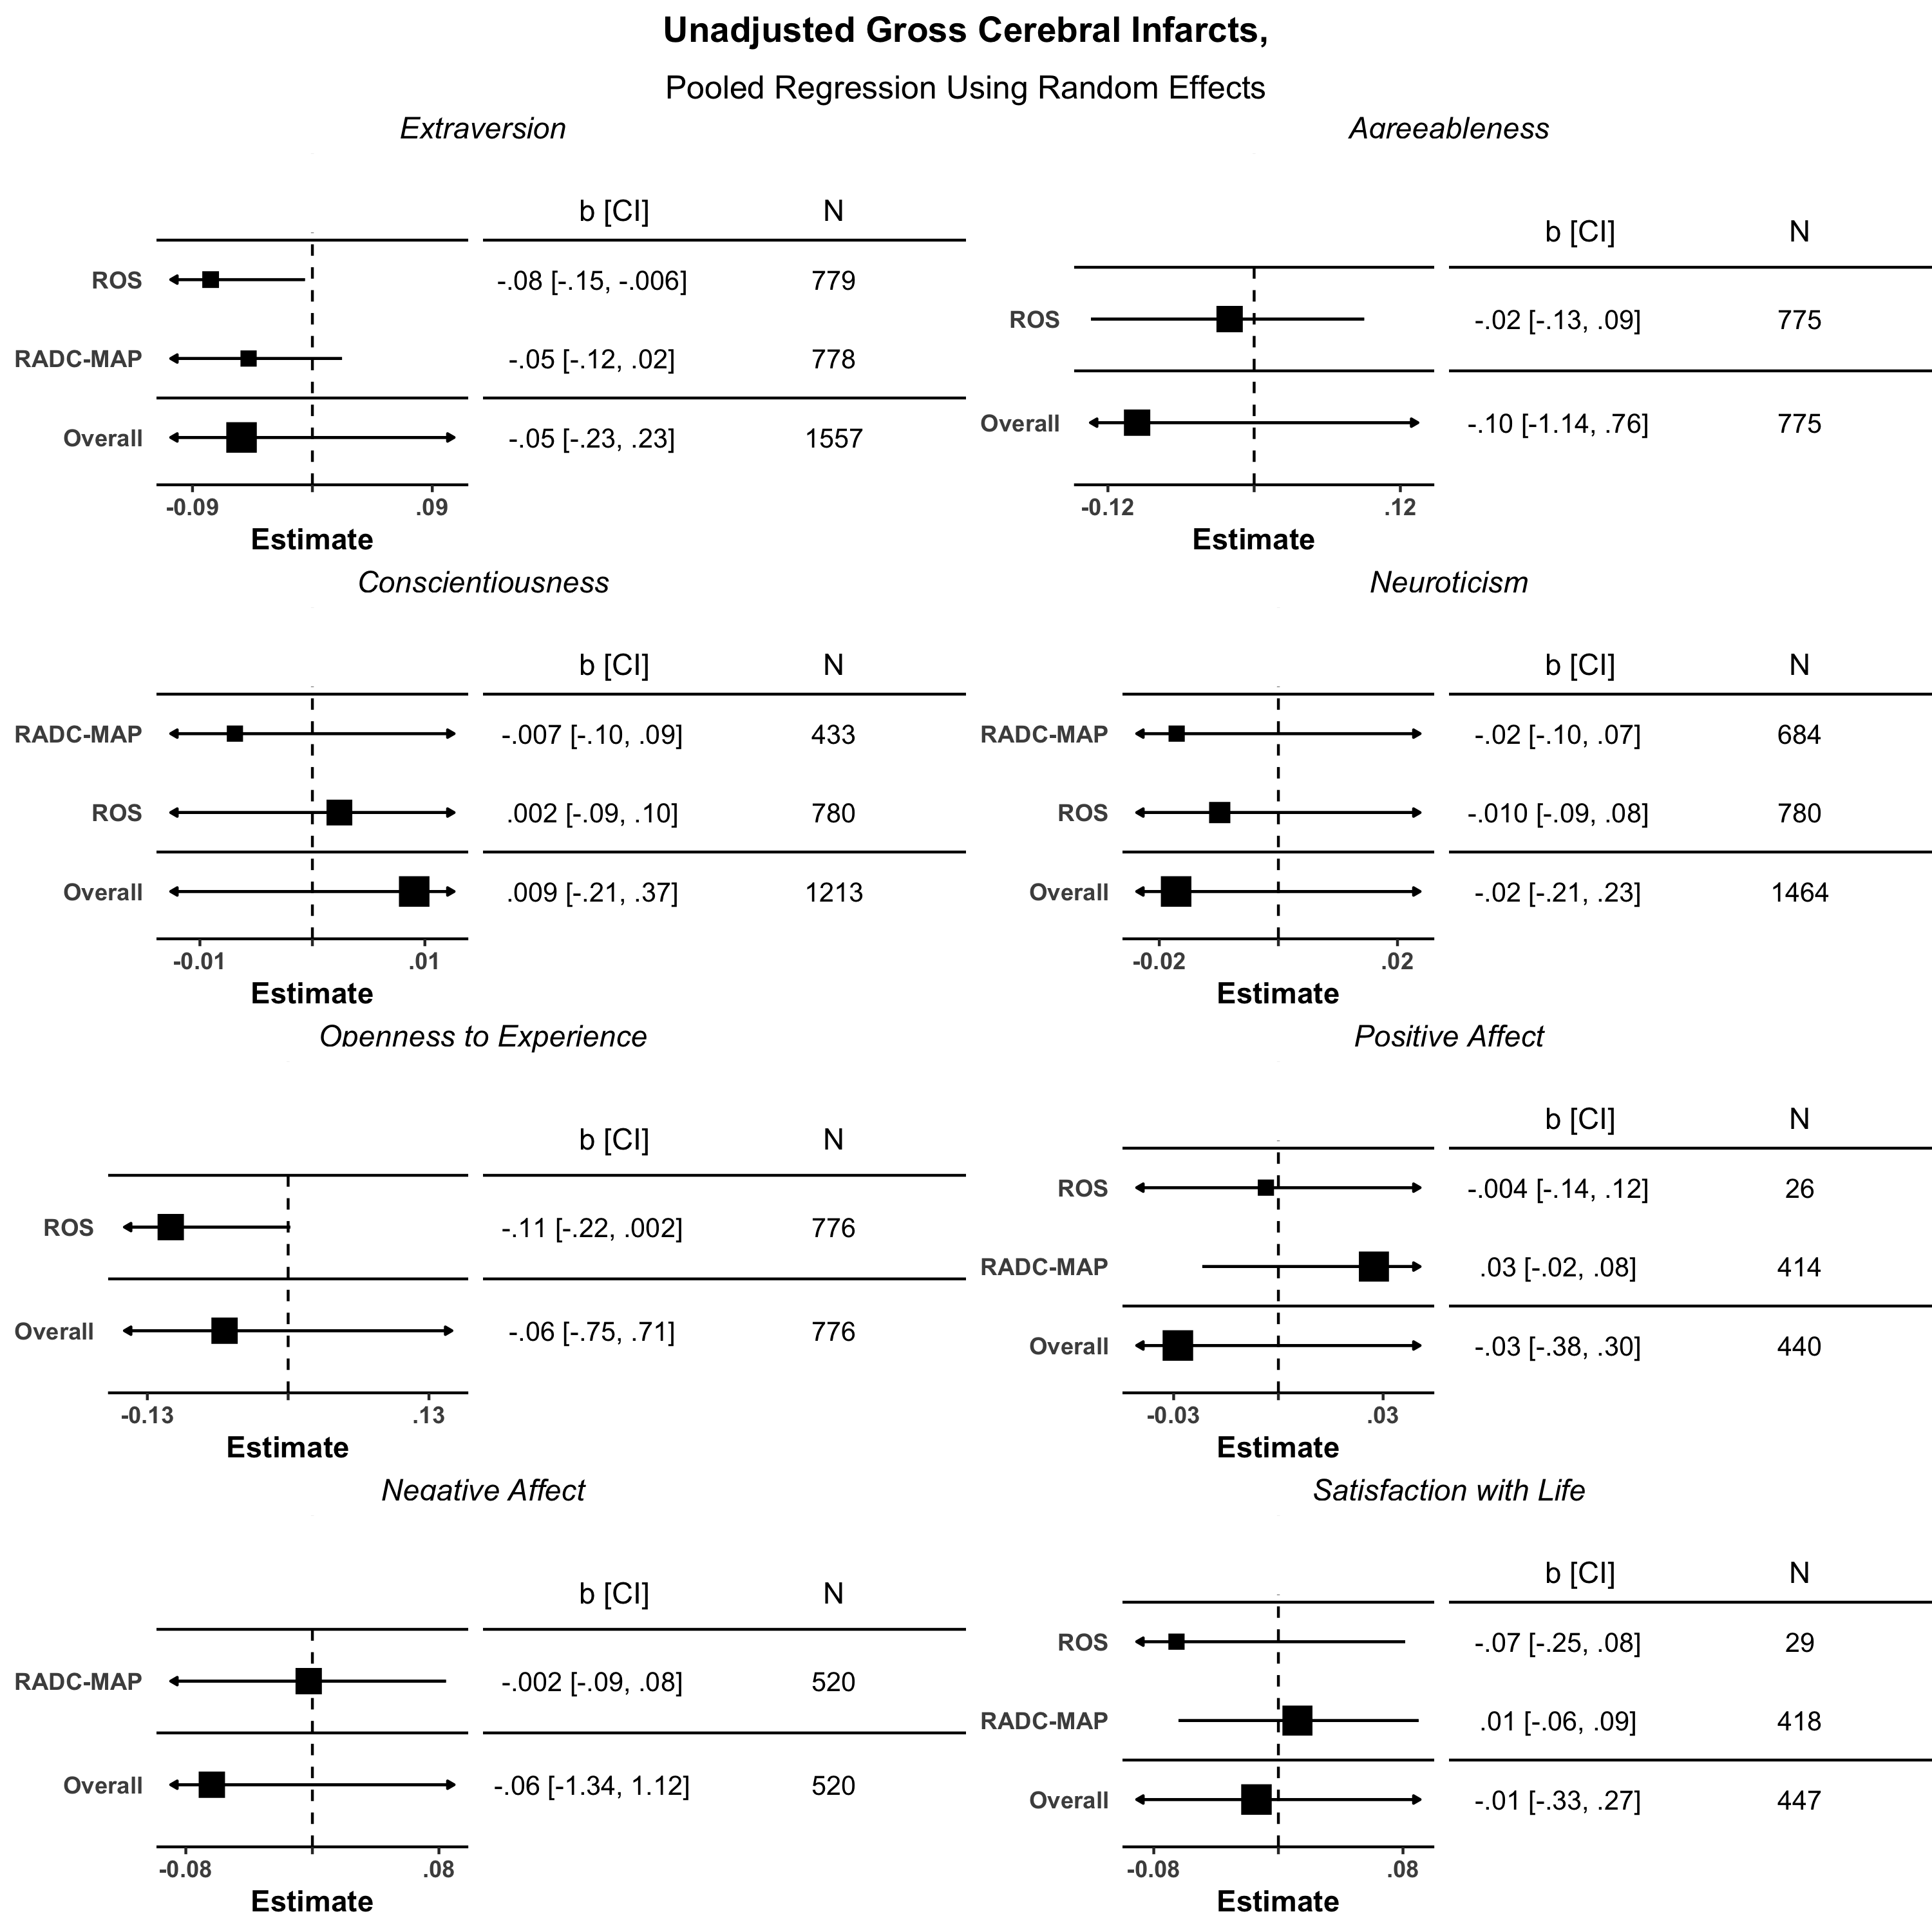 Unadjusted Gross Cerebral Infarcts,
Pooled Regression Using Random Effects
Extraversion
b [CI] N
ROS -.08 [-.15, -.006] 779
RADC-MAP -.05 [-.12, .02] 778
Overall -.05 [-.23, .23] 1557
-0.09 .09
Estimate
Agreeableness
b [CI] N
ROS -.02 [-.13, .09] 775
Overall -.10 [-1.14, .76] 775
-0.12 .12
Estimate
Conscientiousness
b [CI] N
RADC-MAP -.007 [-.10, .09] 433
ROS .002 [-.09, .10] 780
Overall .009 [-.21, .37] 1213
-0.01 .01
Estimate
Neuroticism
b [CI] N
RADC-MAP -.02 [-.10, .07] 684
ROS -.010 [-.09, .08] 780
Overall -.02 [-.21, .23] 1464
-0.02 .02
Estimate
Openness to Experience
b [CI] N
ROS -.11 [-.22, .002] 776
Overall -.06 [-.75, .71] 776
-0.13 .13
Estimate
Positive Affect
b [CI] N
ROS -.004 [-.14, .12] 26
RADC-MAP .03 [-.02, .08] 414
Overall -.03 [-.38, .30] 440
-0.03 .03
Estimate
Negative Affect
b [CI] N
RADC-MAP -.002 [-.09, .08] 520
Overall -.06 [-1.34, 1.12] 520
-0.08 .08
Estimate
Satisfaction with Life
b [CI] N
ROS -.07 [-.25, .08] 29
RADC-MAP .01 [-.06, .09] 418
Overall -.01 [-.33, .27] 447
-0.08 .08
Estimate